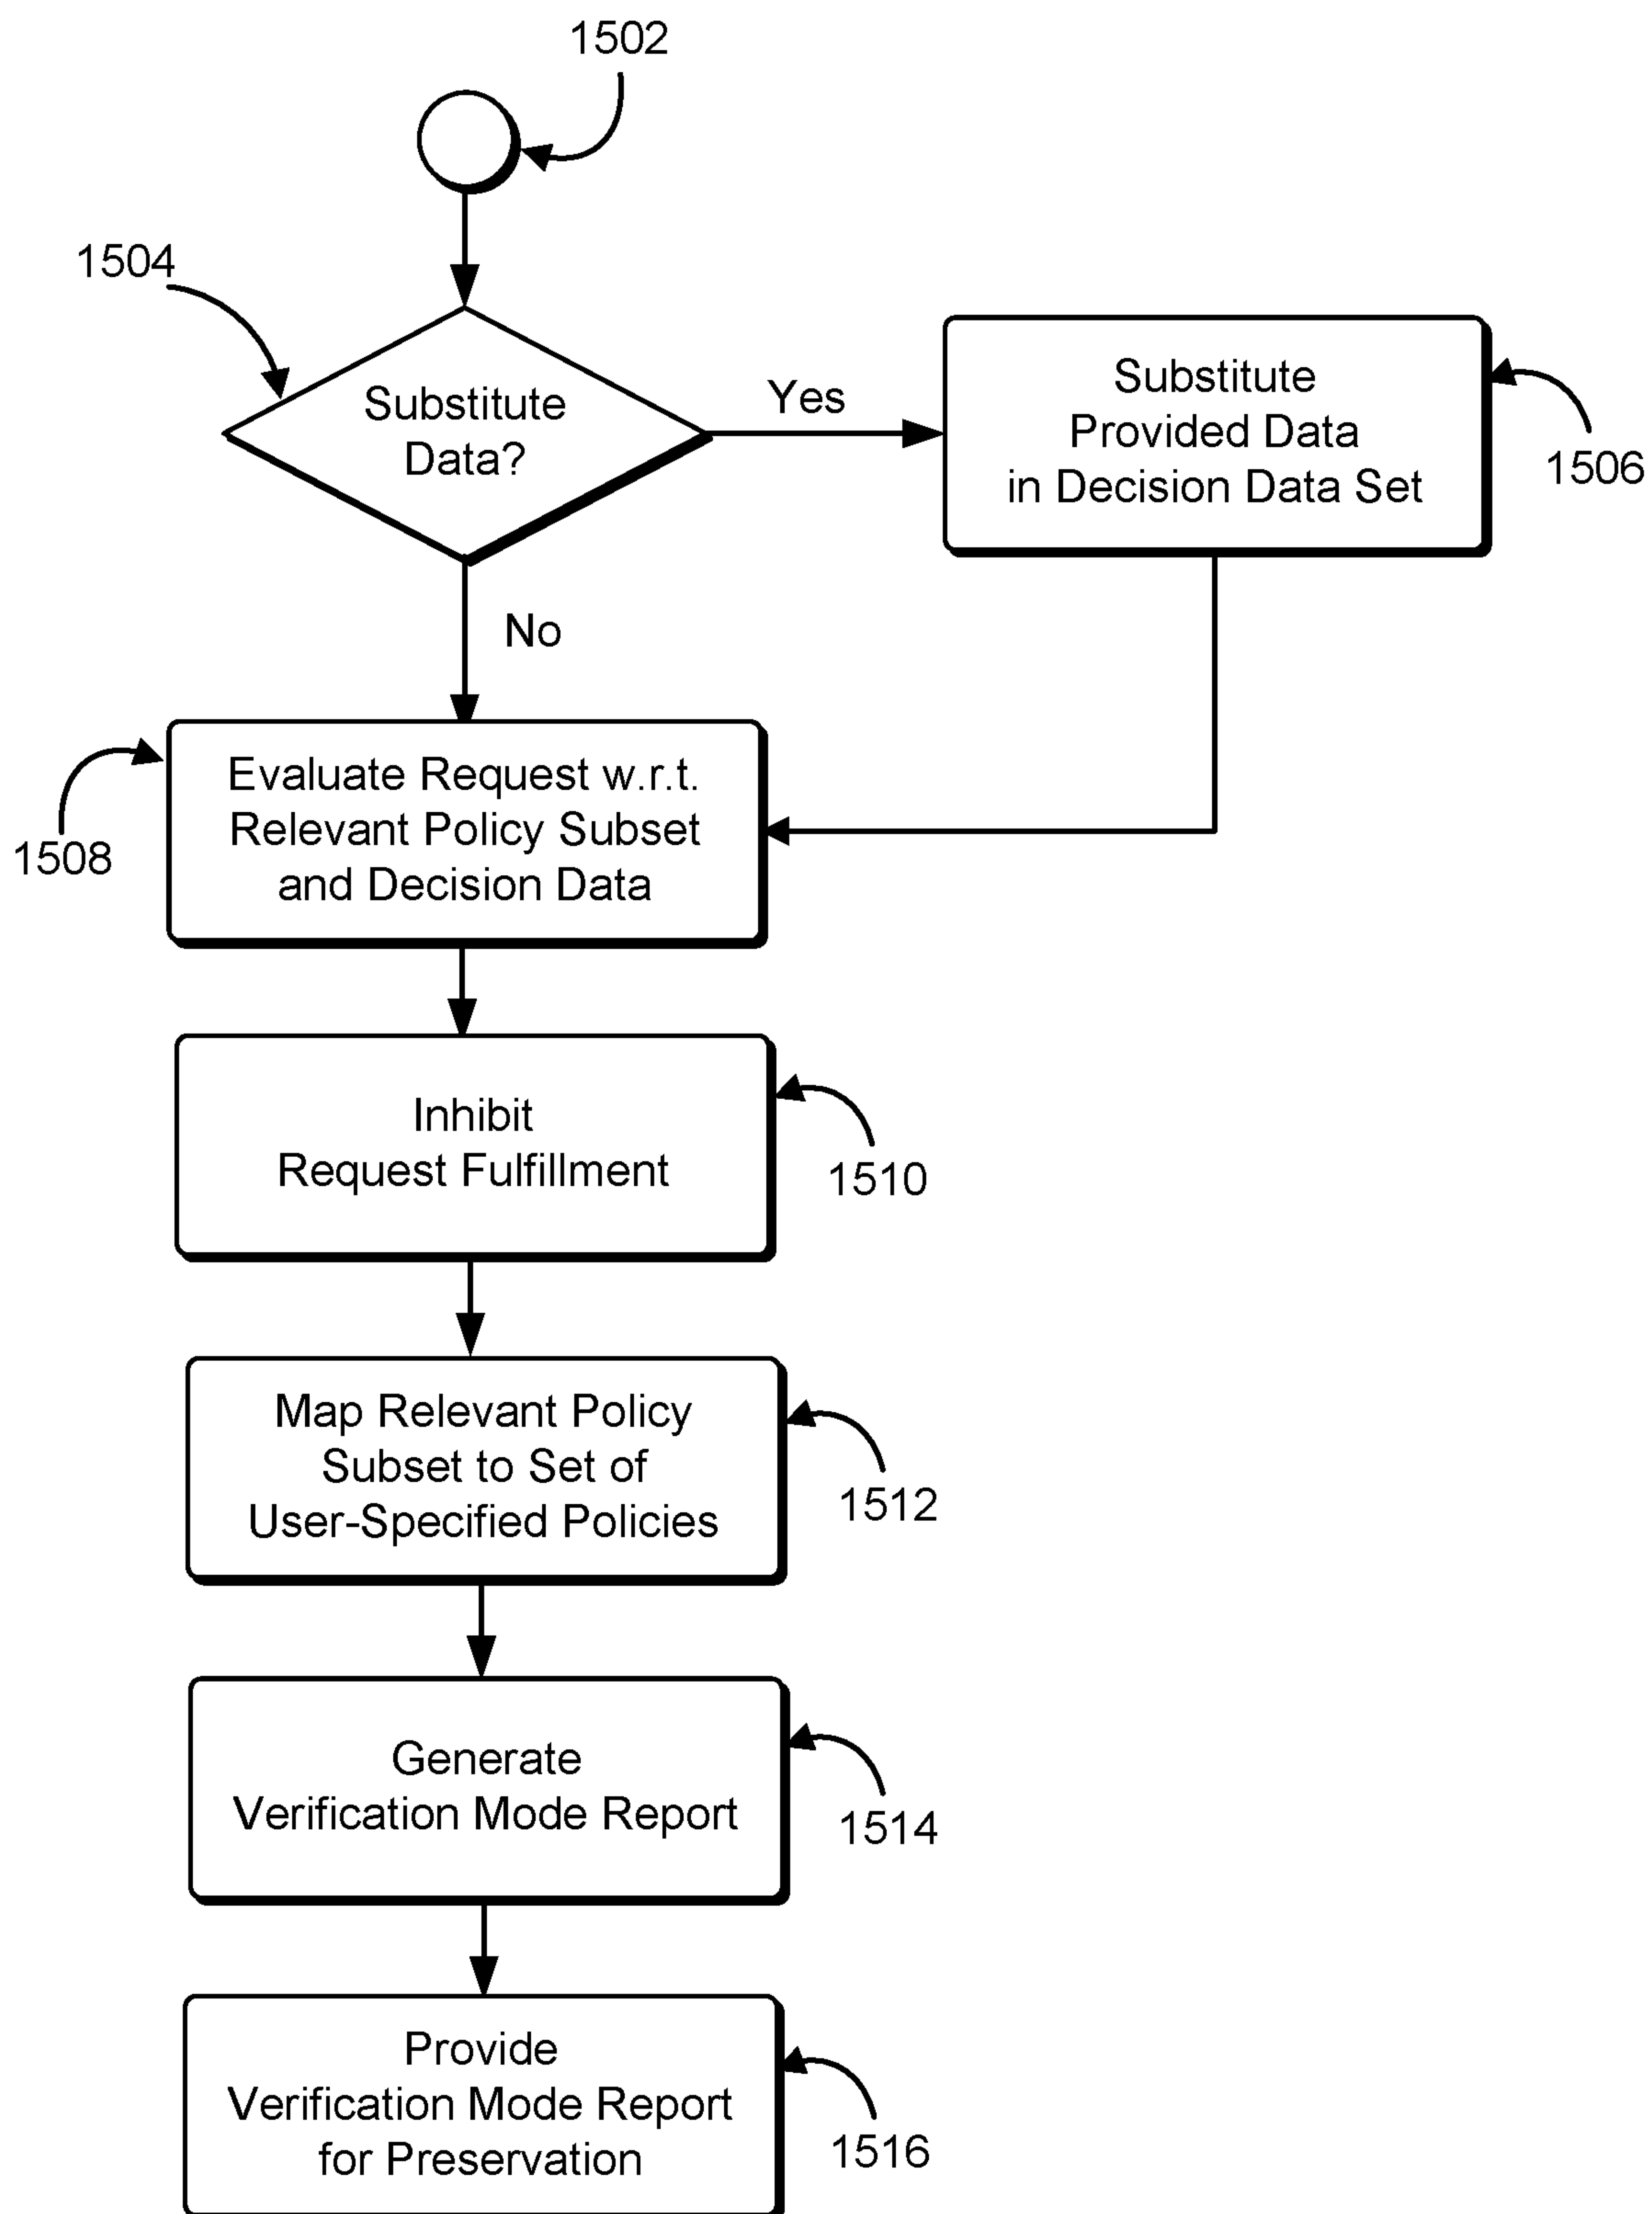 1502
1504
Substitute
Data?
Yes
Substitute
Provided Data
in Decision Data Set
1506
No
Evaluate Request w.r.t.
Relevant Policy Subset
and Decision Data
1508
Inhibit
Request Fulfillment
1510
Map Relevant Policy
Subset to Set of
User-Specified Policies
1512
Generate
Verification Mode Report
1514
Provide
Verification Mode Report
for Preservation
1516